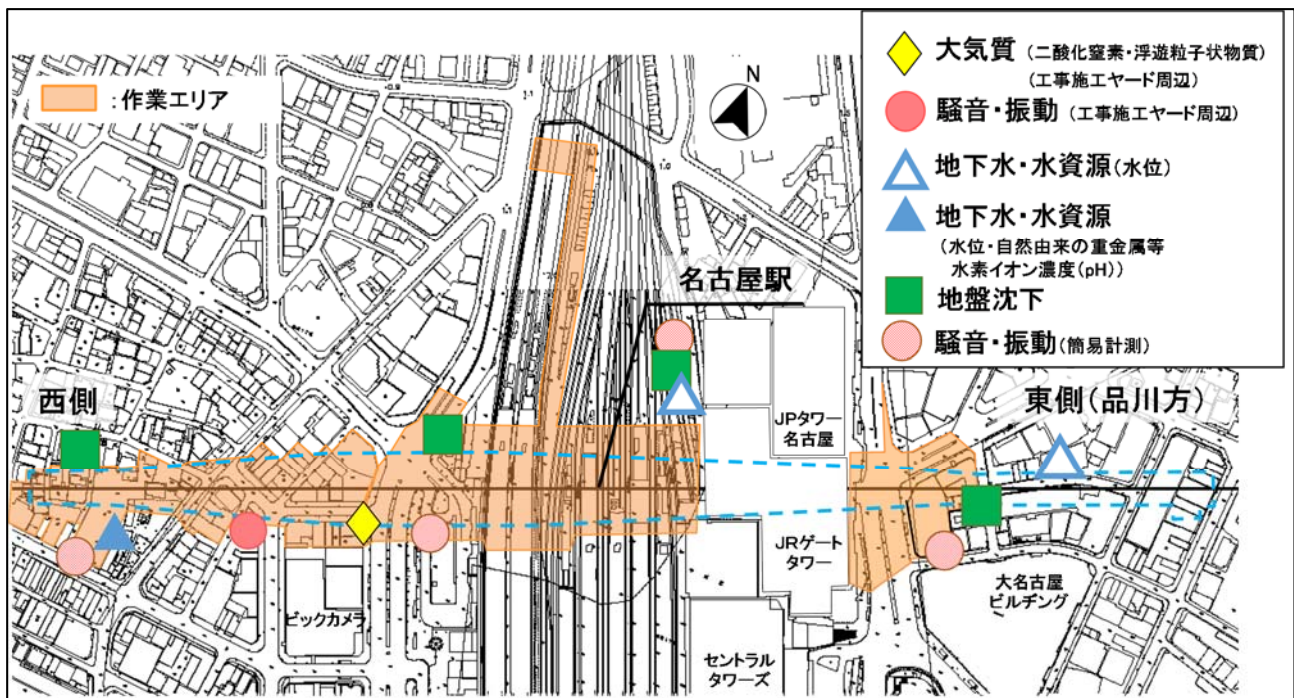 :作業エリア
N
大気質 (二酸化窒素・浮遊粒子状物質)
(工事施工ヤード周辺)
騒音・振動 (工事施工ヤード周辺)
地下水・水資源(水位)
地下水・水資源
(水位・自然由来の重金属等
水素イオン濃度(pH))
地盤沈下
騒音・振動(簡易計測)
名古屋駅
西側
東側(品川方)
JPタワー
名古屋
JRゲート
タワー
大名古屋
ビルヂング
ビックカメラ
セントラル
タワーズ